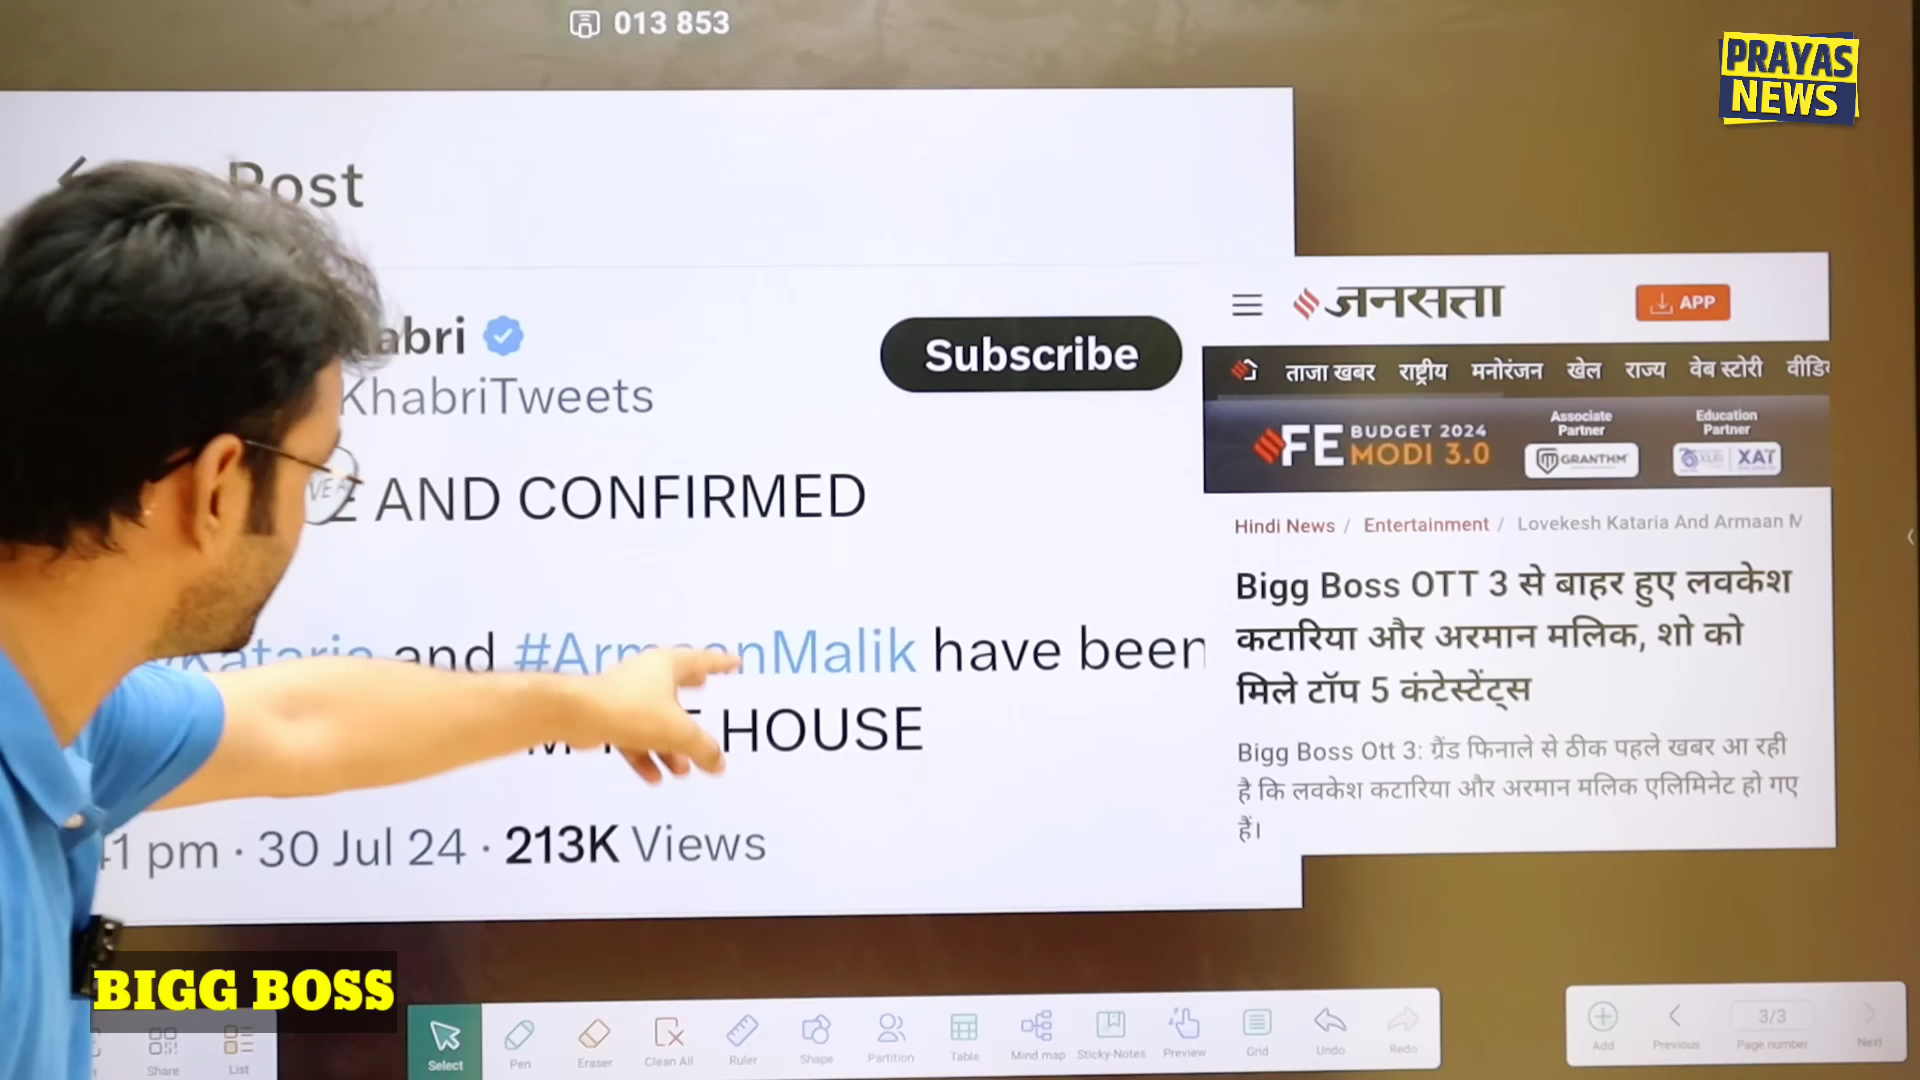 013 853
PRAYAS
NEWS
Post
abri
KhabriTweets
Subscribe
AND CONFIRMED
#ArmaanMalik have been
and
HOUSE
1 pm · 30 Jul 24 · 213K Views
जनसत्ता
APP
ताजा खबर राष्ट्रीय मनोरंजन खेल राज्य वेब स्टोरी
FE BUDGET 2024
MODI 3.0
Associate
Partner
GRANTHM
Education
Partner
XAT
Hindi News / Entertainment / Lovekesh Kataria And Armaan M
Bigg Boss OTT 3 से बाहर हुए लवकेश
कटारिया और अरमान मलिक, शो को
मिले टॉप 5 कंटेस्टेंट्स
Bigg Boss Ott 3: ग्रैंड फिनाले से ठीक पहले खबर आ रही
है कि लवकेश कटारिया और अरमान मलिक एलिमिनेट हो गए
हैं।
BIGG BOSS
Share List
Select Pen Eraser Clean All Ruler Shape Partition Table Mind map Sticky Notes Preview Grid Undo Redo
3/3
Add Previous Page number Next